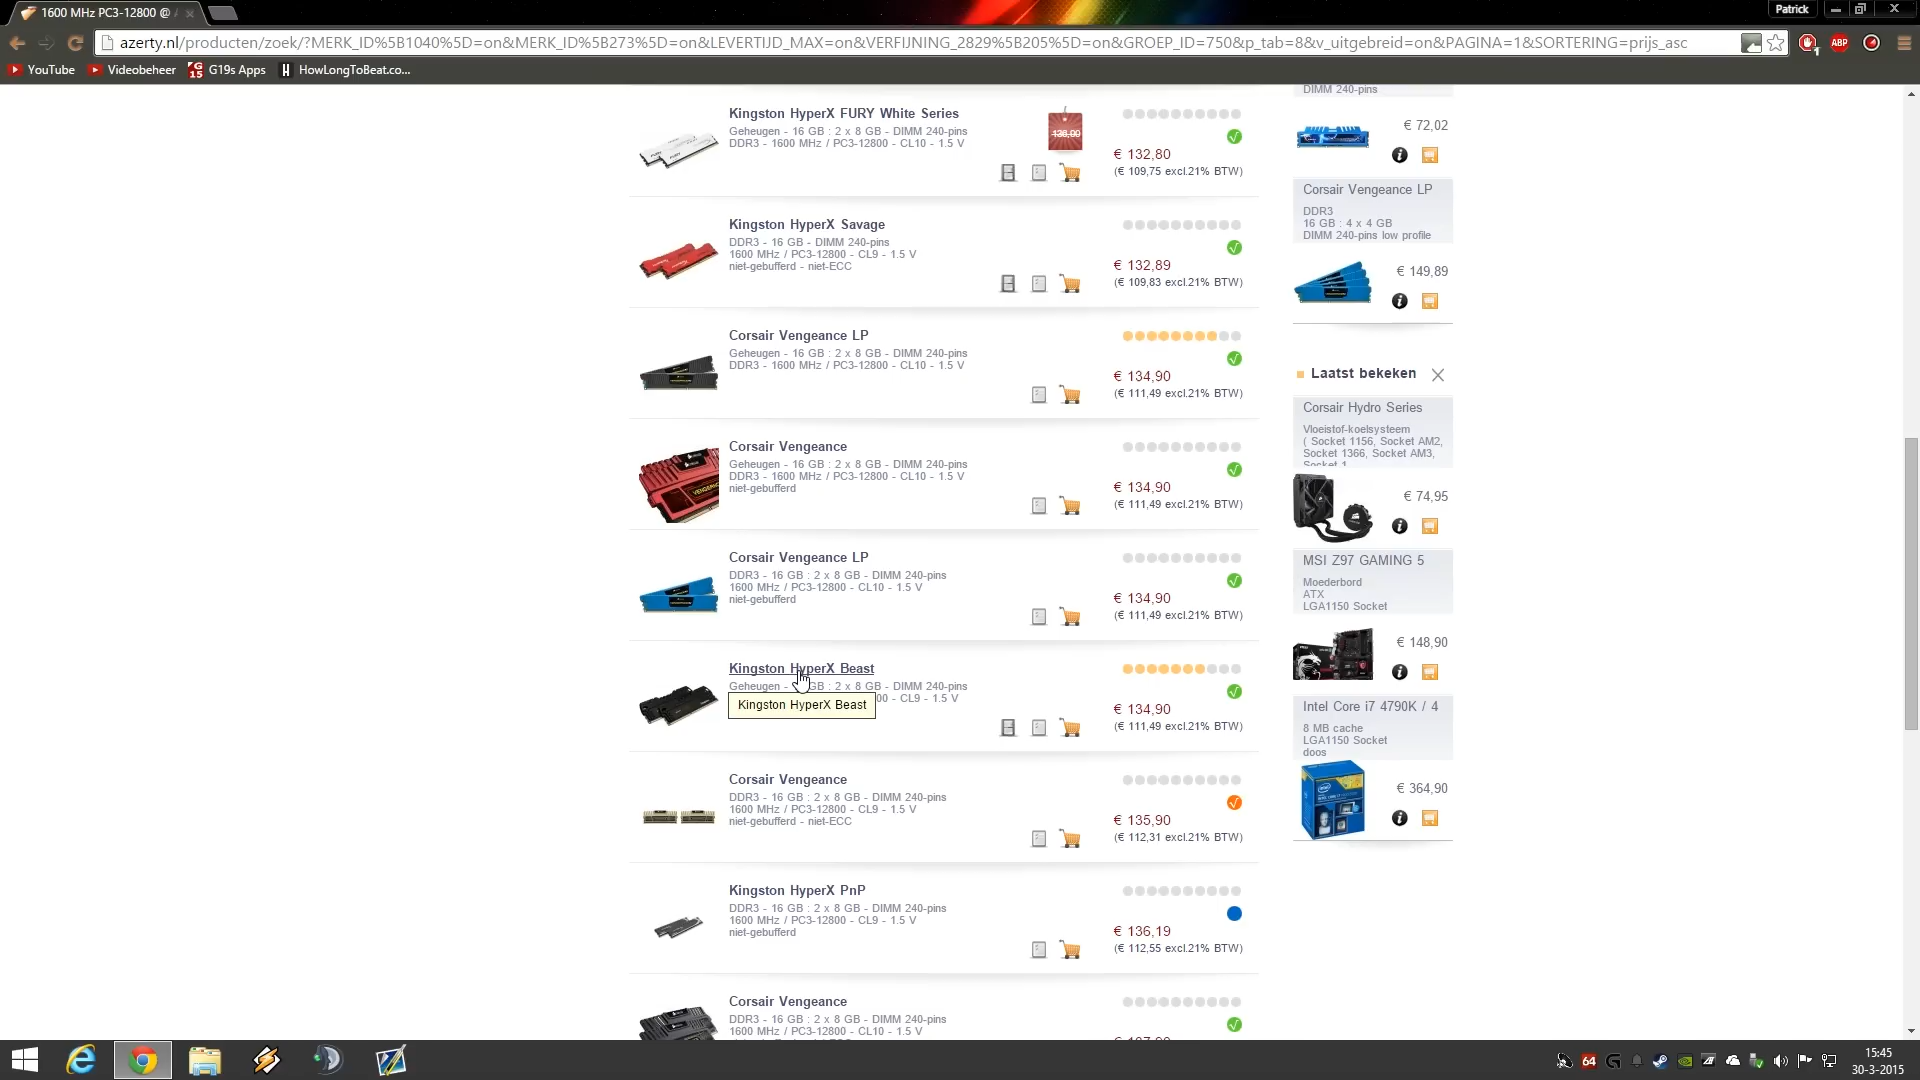 1600 MHz PC3-12800 @
Patrick
azerty.nl/producten/zoek/?MERK_ID%5B1040%5D=on&MERK_ID%5B273%5D=on&LEVERTIJD_MAX=on&VERFIJNING_2829%5B205%5D=on&GROEP_ID=750&p_tab=8&v_uitgebreid=on&PAGINA=1&SORTERING=prijs_asc
ABP
YouTube
Videobeheer
G19s Apps
HowLongToBeat.co...
Kingston HyperX FURY White Series
Geheugen - 16 GB : 2 x 8 GB - DIMM 240-pins
DDR3 - 1600 MHz / PC3-12800 - CL10 - 1.5 V
€ 132,80
(€ 109,75 excl.21% BTW)
Kingston HyperX Savage
DDR3 - 16 GB - DIMM 240-pins
1600 MHz / PC3-12800 - CL9 - 1.5 V
niet-gebufferd - niet-ECC
€ 132,89
(€ 109,83 excl.21% BTW)
Corsair Vengeance LP
Geheugen - 16 GB : 2 x 8 GB - DIMM 240-pins
DDR3 - 1600 MHz / PC3-12800 - CL10 - 1.5 V
€ 134,90
(€ 111,49 excl.21% BTW)
Corsair Vengeance
Geheugen - 16 GB : 2 x 8 GB - DIMM 240-pins
DDR3 - 1600 MHz / PC3-12800 - CL10 - 1.5 V
niet-gebufferd
€ 134,90
(€ 111,49 excl.21% BTW)
Corsair Vengeance LP
DDR3 - 16 GB : 2 x 8 GB - DIMM 240-pins
1600 MHz / PC3-12800 - CL10 - 1.5 V
niet-gebufferd
€ 134,90
(€ 111,49 excl.21% BTW)
Kingston HyperX Beast
Geheugen - GB : 2 x 8 GB - DIMM 240-pins
00 - CL9 - 1.5 V
Kingston HyperX Beast
€ 134,90
(€ 111,49 excl.21% BTW)
Corsair Vengeance
DDR3 - 16 GB : 2 x 8 GB - DIMM 240-pins
1600 MHz / PC3-12800 - CL9 - 1.5 V
niet-gebufferd - niet-ECC
€ 135,90
(€ 112,31 excl.21% BTW)
Kingston HyperX PnP
DDR3 - 16 GB : 2 x 8 GB - DIMM 240-pins
1600 MHz / PC3-12800 - CL9 - 1.5 V
niet-gebufferd
€ 136,19
(€ 112,55 excl.21% BTW)
Corsair Vengeance
DDR3 - 16 GB : 2 x 8 GB - DIMM 240-pins
1600 MHz / PC3-12800 - CL10 - 1.5 V
DIMM 240-pins
€ 72,02
Corsair Vengeance LP
DDR3
16 GB : 4 x 4 GB
DIMM 240-pins low profile
€ 149,89
Laatst bekeken
Corsair Hydro Series
Vloeistof-koelsysteem
( Socket 1156, Socket AM2,
Socket 1366, Socket AM3,
Socket 1
€ 74,95
MSI Z97 GAMING 5
Moederbord
ATX
LGA1150 Socket
€ 148,90
Intel Core i7 4790K / 4
8 MB cache
LGA1150 Socket
doos
€ 364,90
64
15:45
30-3-2015